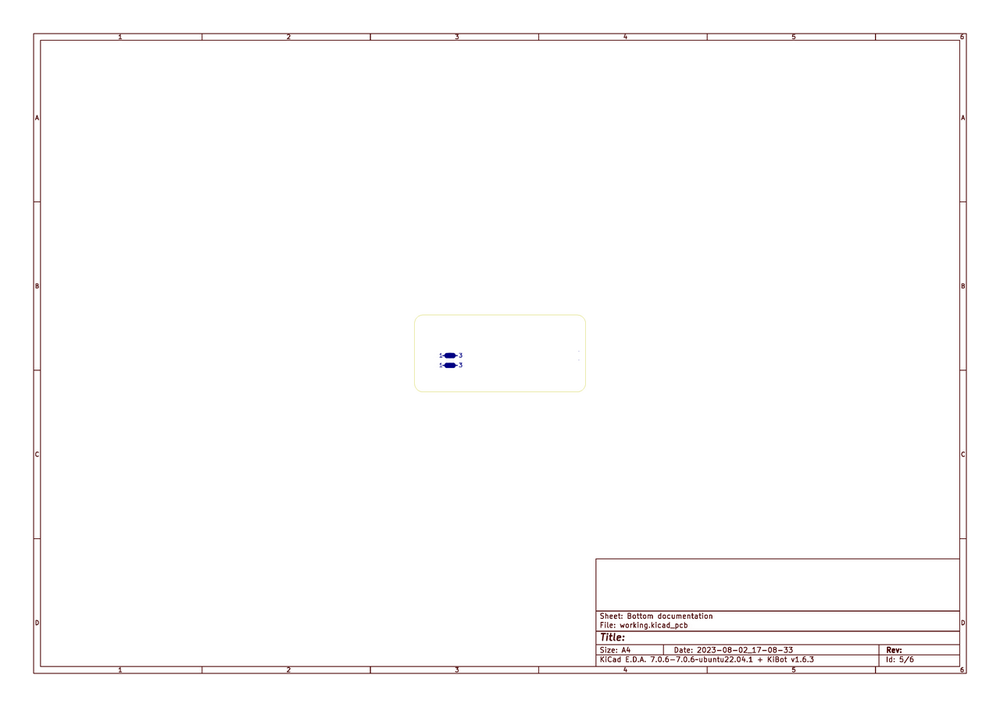 1 2 3 4 5 6
A A
B B
1 3
1 3
C C
D D
Sheet: Bottom documentation
File: working.kicad_pcb
Title:
Size: A4 Date: 2023-08-02_17-08-33 Rev:
KiCad E.D.A. 7.0.6-7.0.6~ubuntu22.04.1 + KiBot v1.6.3 Id: 5/6
1 2 3 4 5 6